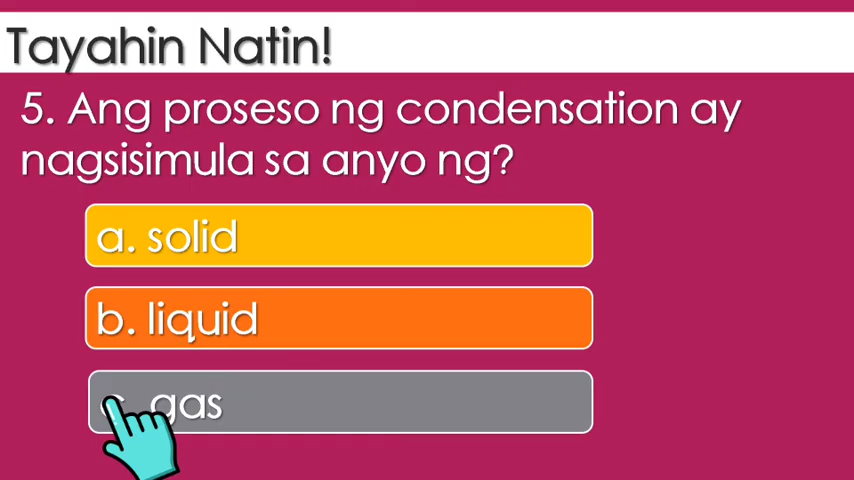 Tayahin Natin!
5. Ang proseso ng condensation ay
nagsisimula sa anyo ng?
a. solid
b. liquid
c. gas